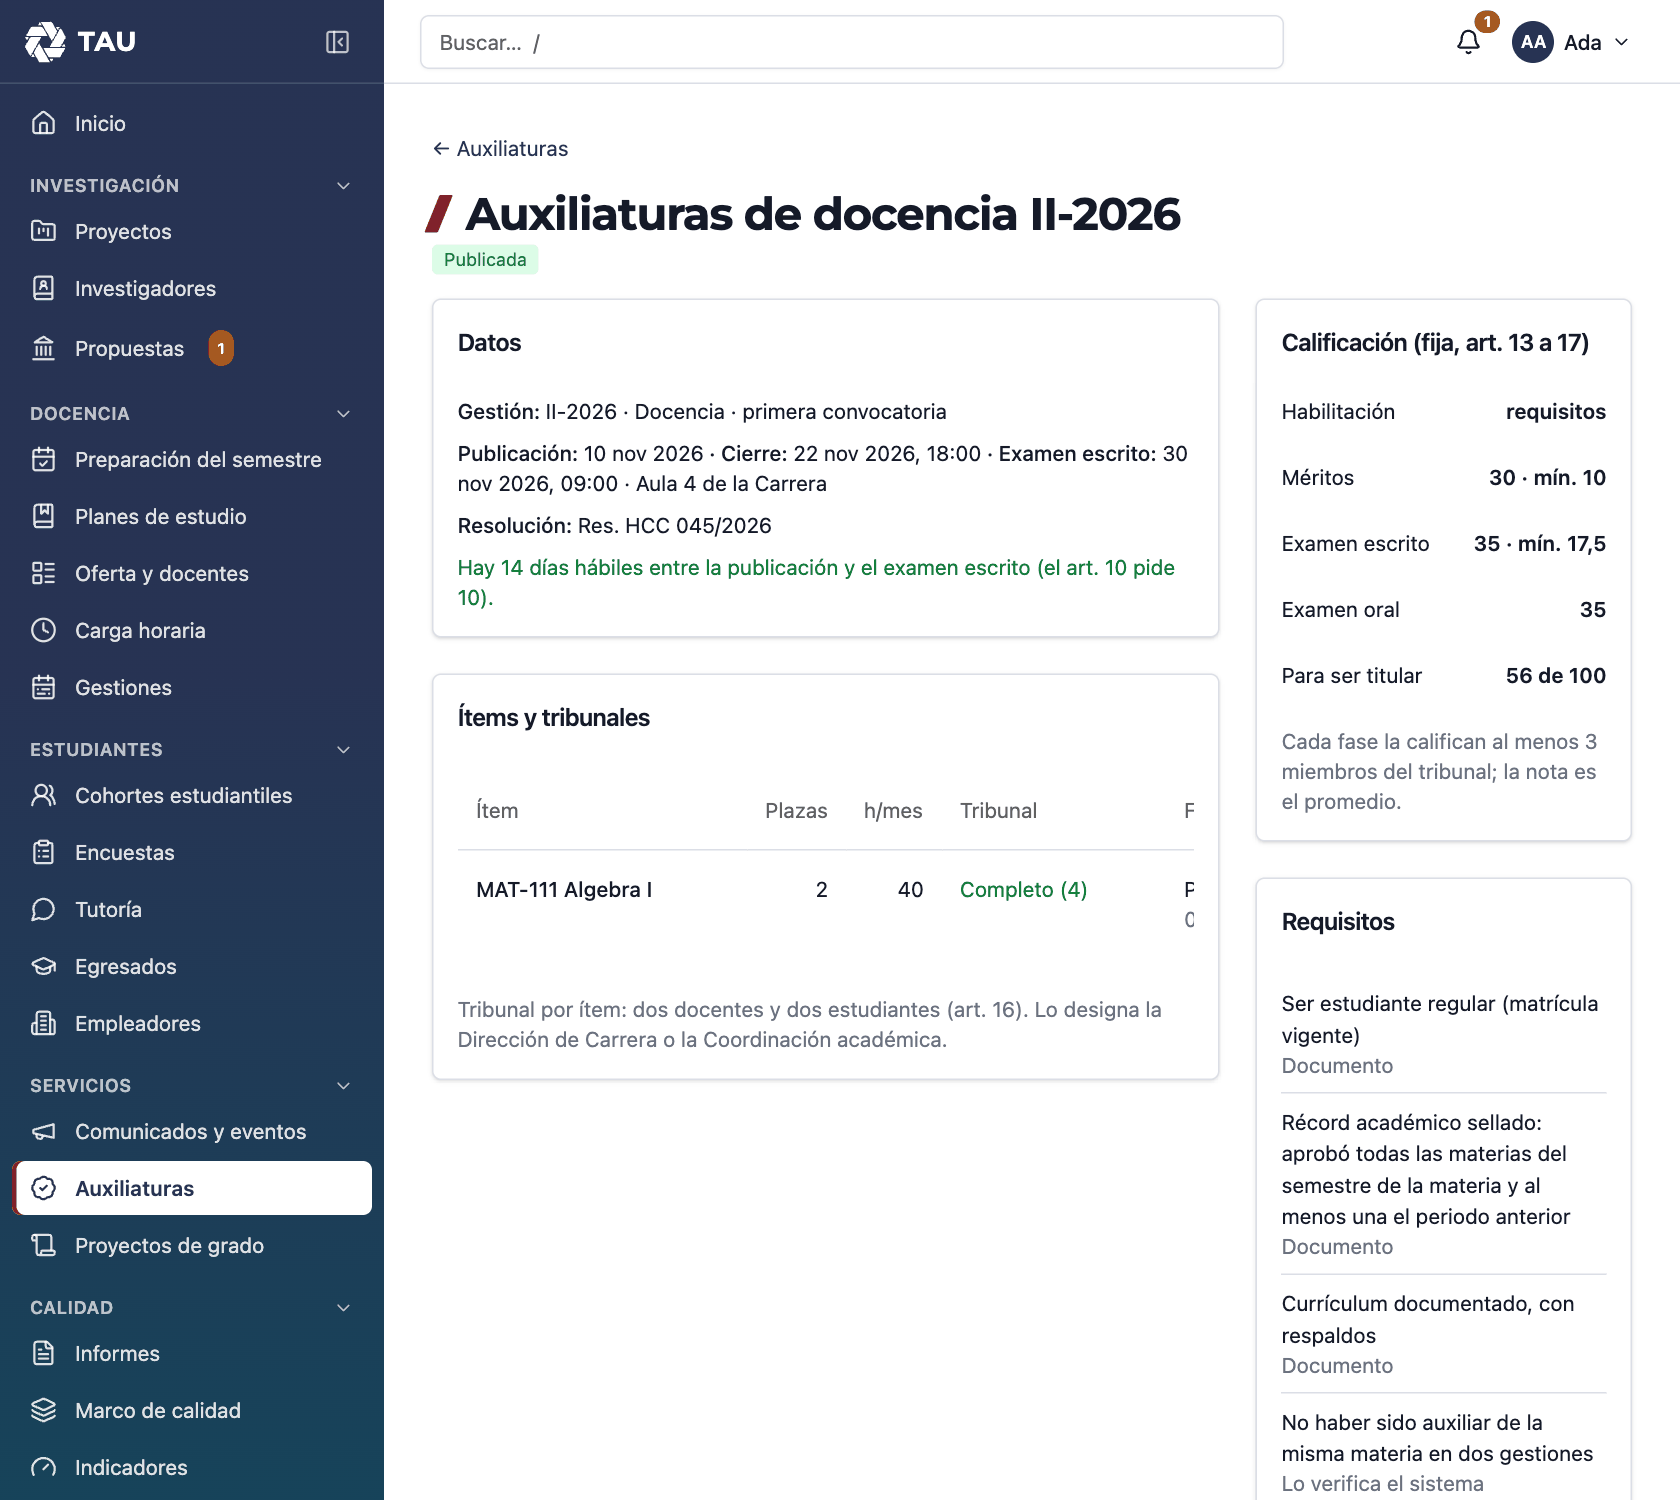 TAU
Buscar... /
1
AA
Ada
Inicio
INVESTIGACIÓN
Proyectos
Investigadores
Propuestas
1
DOCENCIA
Preparación del semestre
Planes de estudio
Oferta y docentes
Carga horaria
Gestiones
ESTUDIANTES
Cohortes estudiantiles
Encuestas
Tutoría
Egresados
Empleadores
SERVICIOS
Comunicados y eventos
Auxiliaturas
Proyectos de grado
CALIDAD
Informes
Marco de calidad
Indicadores
← Auxiliaturas
Auxiliaturas de docencia II-2026
Publicada
Datos
Gestión: II-2026 · Docencia · primera convocatoria
Publicación: 10 nov 2026 · Cierre: 22 nov 2026, 18:00 · Examen escrito: 30
nov 2026, 09:00 · Aula 4 de la Carrera
Resolución: Res. HCC 045/2026
Hay 14 días hábiles entre la publicación y el examen escrito (el art. 10 pide
10).
Ítems y tribunales
Ítem Plazas h/mes Tribunal F
MAT-111 Algebra I 2 40 Completo (4) P
0
Tribunal por ítem: dos docentes y dos estudiantes (art. 16). Lo designa la
Dirección de Carrera o la Coordinación académica.
Calificación (fija, art. 13 a 17)
Habilitación requisitos
Méritos 30 · mín. 10
Examen escrito 35 · mín. 17,5
Examen oral 35
Para ser titular 56 de 100
Cada fase la califican al menos 3
miembros del tribunal; la nota es
el promedio.
Requisitos
Ser estudiante regular (matrícula
vigente)
Documento
Récord académico sellado:
aprobó todas las materias del
semestre de la materia y al
menos una el periodo anterior
Documento
Currículum documentado, con
respaldos
Documento
No haber sido auxiliar de la
misma materia en dos gestiones
Lo verifica el sistema